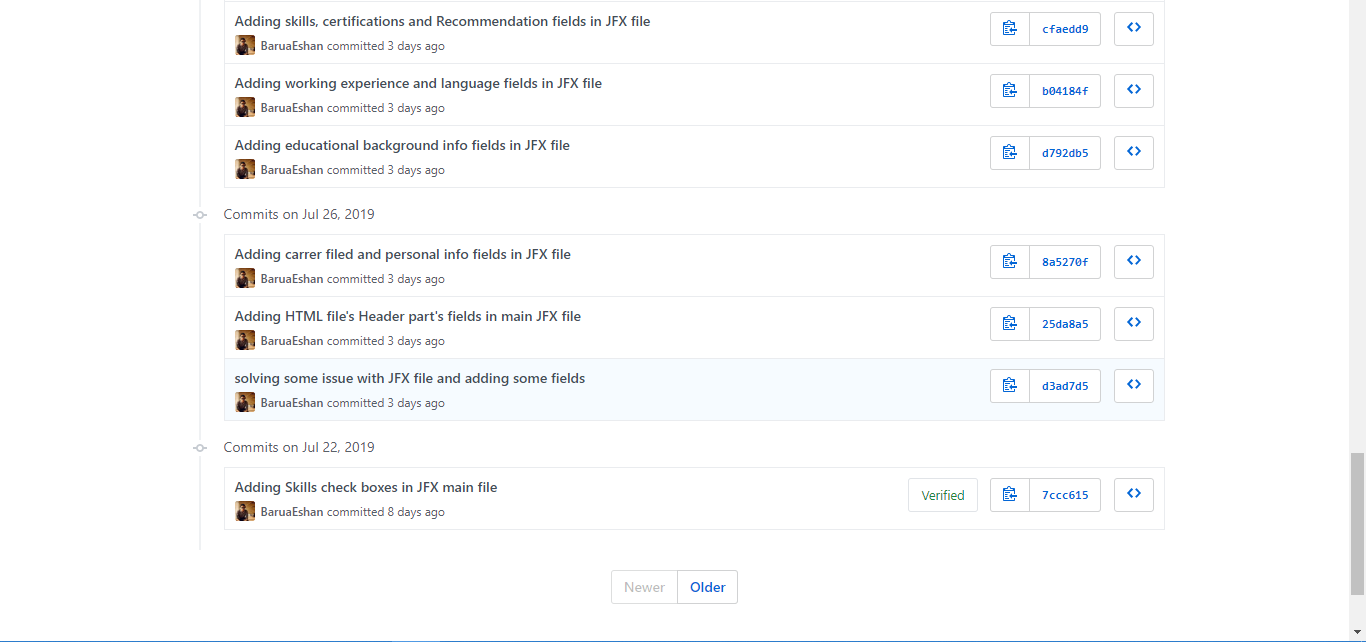 Adding skills, certifications and Recommendation fields in JFX file
cfaedd9
BaruaEshan committed 3 days ago
Adding working experience and language fields in JFX file
b04184f
BaruaEshan committed 3 days ago
Adding educational background info fields in JFX file
d792db5
BaruaEshan committed 3 days ago
Commits on Jul 26, 2019
Adding carrer filed and personal info fields in JFX file
8a5270f
BaruaEshan committed 3 days ago
Adding HTML file's Header part's fields in main JFX file
25da8a5
BaruaEshan committed 3 days ago
solving some issue with JFX file and adding some fields
d3ad7d5
BaruaEshan committed 3 days ago
Commits on Jul 22, 2019
Adding Skills check boxes in JFX main file
Verified 7ccc615
BaruaEshan committed 8 days ago
Newer Older